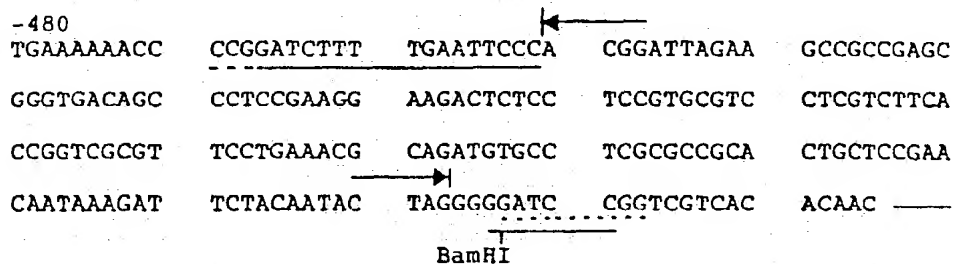 -480
TGAAAAAACC CCGGATCTTT TGAATTCCCA CGGATTAGAA GCCGCCGAGC
GGGTGACAGC CCTCCGAAGG AAGACTCTCC TCCGTGCGTC CTCGTCTTCA
CCGGTCGCGT TCCTGAAACG CAGATGTGCC TCGCGCCGCA CTGCTCCGAA
CAATAAAGAT TCTACAATAC TAGGGGGATC CGGTCGTCAC ACAAC
BamHI